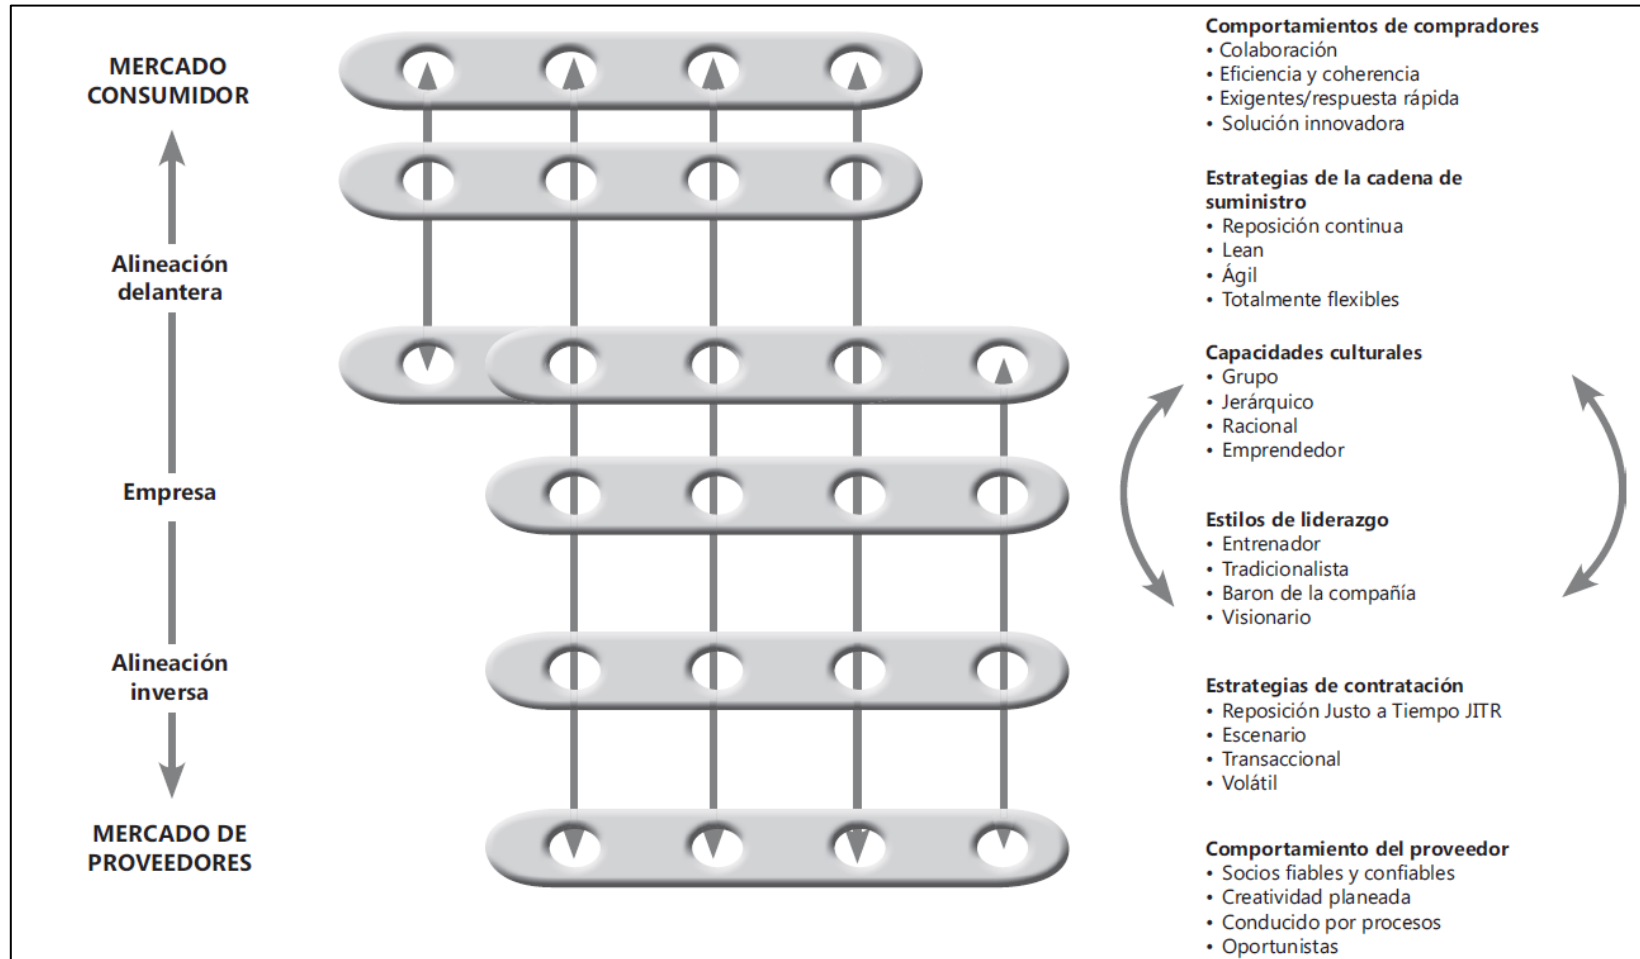 MERCADO
CONSUMIDOR
Alineación
delantera
Empresa
Alineación
inversa
MERCADO DE
PROVEEDORES
Comportamientos de compradores
• Colaboración
• Eficiencia y coherencia
• Exigentes/respuesta rápida
• Solución innovadora
Estrategias de la cadena de
suministro
• Reposición continua
• Lean
• Ágil
• Totalmente flexibles
Capacidades culturales
• Grupo
• Jerárquico
• Racional
• Emprendedor
Estilos de liderazgo
• Entrenador
• Tradicionalista
• Baron de la compañía
• Visionario
Estrategias de contratación
• Reposición Justo a Tiempo JITR
• Escenario
• Transaccional
• Volátil
Comportamiento del proveedor
• Socios fiables y confiables
• Creatividad planeada
• Conducido por procesos
• Oportunistas